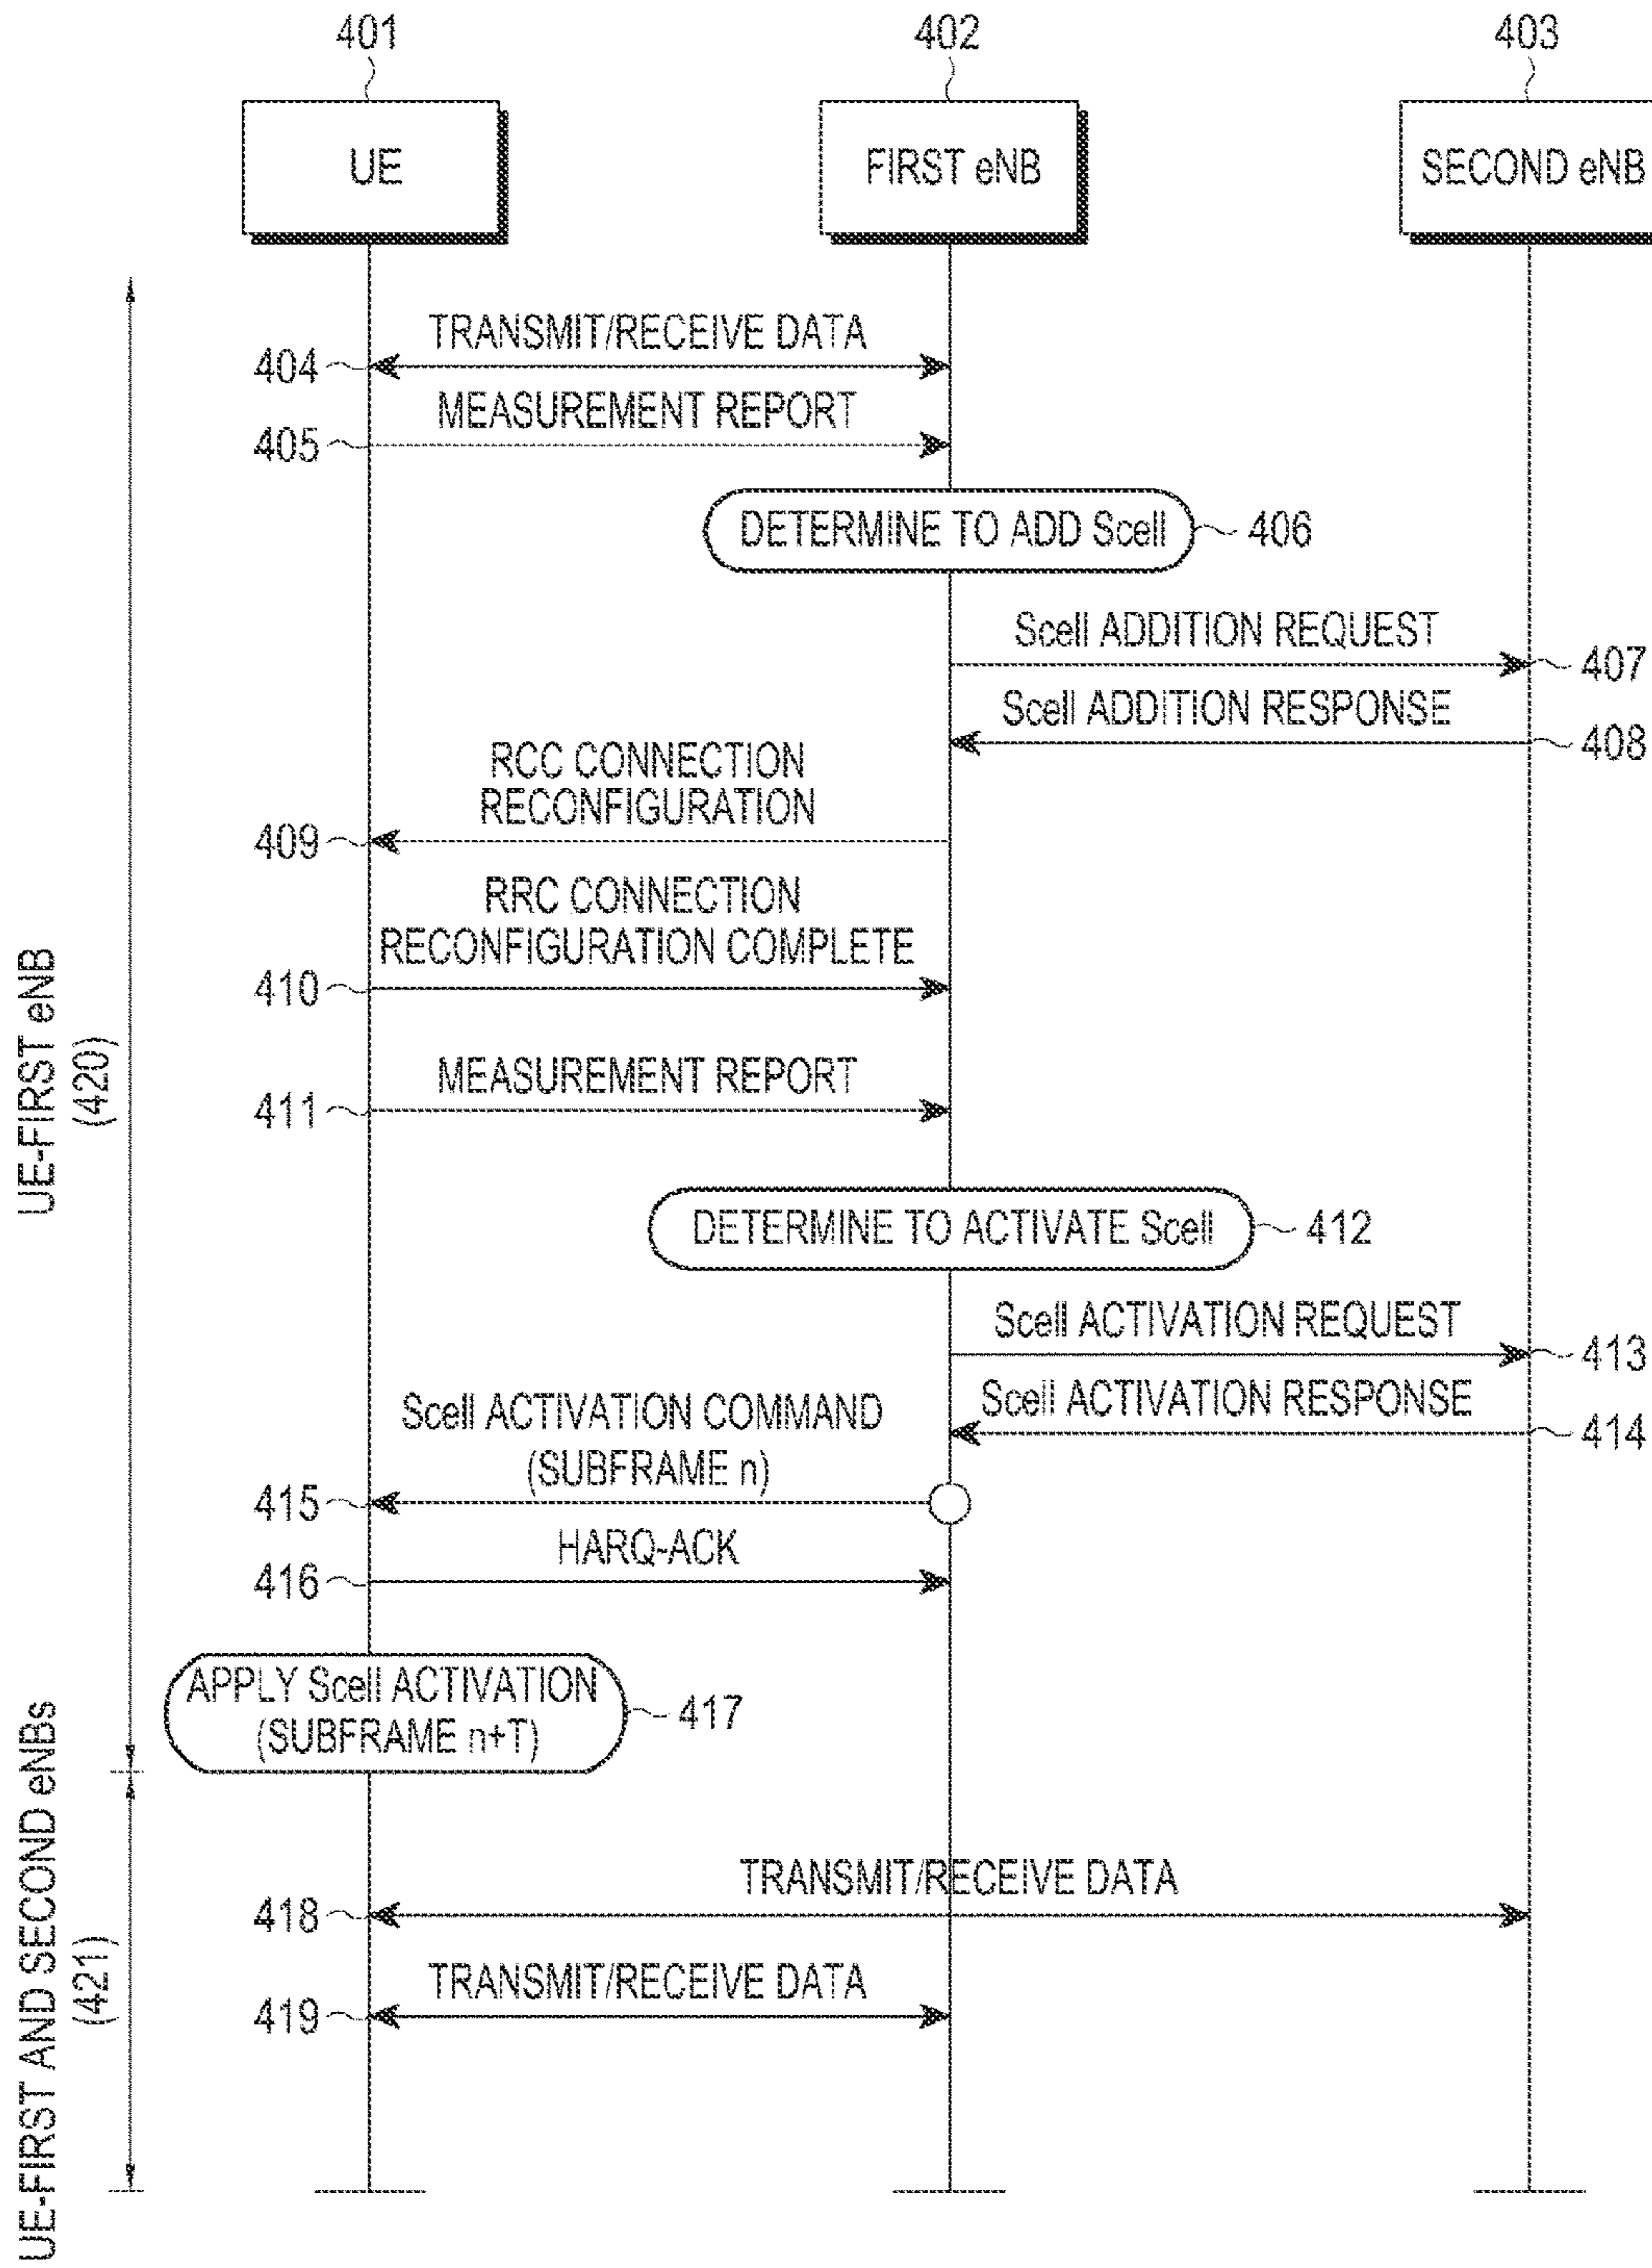 401
402
403
UE
FIRST eNB
SECOND eNB
TRANSMIT/RECEIVE DATA
404
MEASUREMENT REPORT
405
DETERMINE TO ADD Scell
406
Scell ADDITION REQUEST
407
Scell ADDITION RESPONSE
408
RCC CONNECTION
RECONFIGURATION
409
RRC CONNECTION
RECONFIGURATION COMPLETE
410
MEASUREMENT REPORT
411
UE-FIRST eNB
(420)
DETERMINE TO ACTIVATE Scell
412
Scell ACTIVATION REQUEST
413
Scell ACTIVATION RESPONSE
414
Scell ACTIVATION COMMAND
(SUBFRAME n)
415
HARQ-ACK
416
APPLY Scell ACTIVATION
(SUBFRAME n+T)
417
UE-FIRST AND SECOND eNBs
(421)
TRANSMIT/RECEIVE DATA
418
TRANSMIT/RECEIVE DATA
419